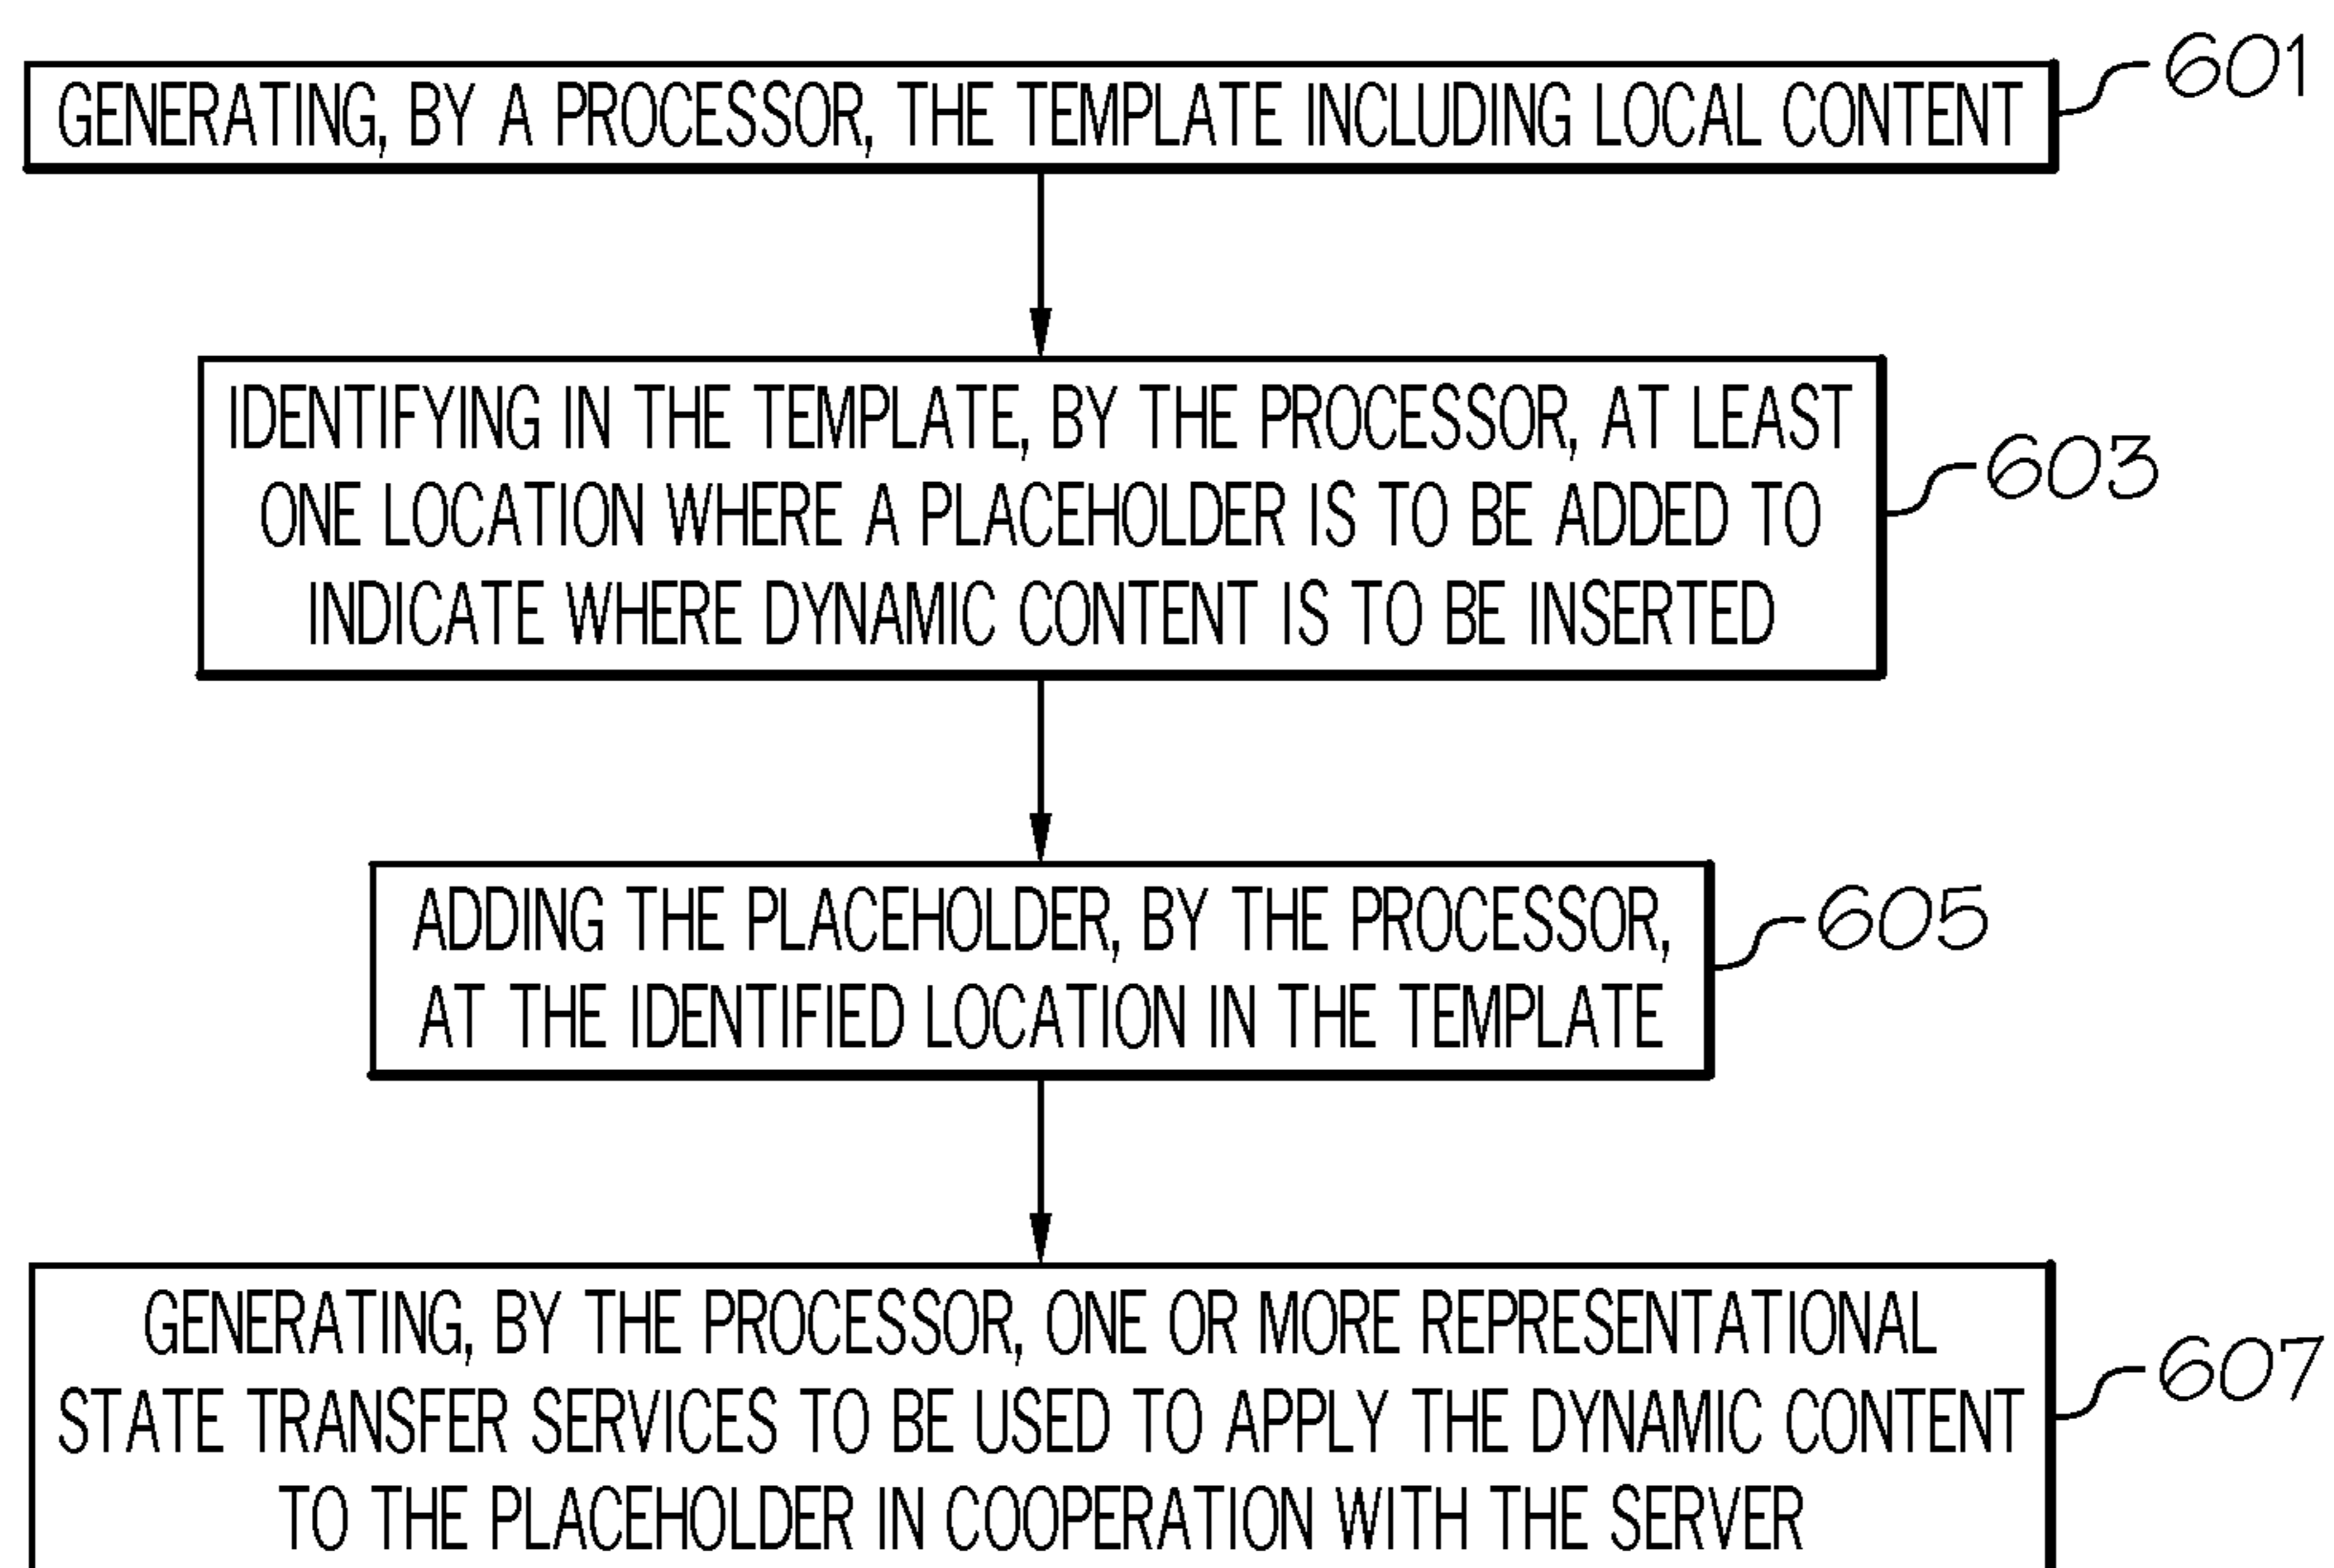 GENERATING, BY A PROCESSOR, THE TEMPLATE INCLUDING LOCAL CONTENT
601
IDENTIFYING IN THE TEMPLATE, BY THE PROCESSOR, AT LEAST
ONE LOCATION WHERE A PLACEHOLDER IS TO BE ADDED TO
INDICATE WHERE DYNAMIC CONTENT IS TO BE INSERTED
603
ADDING THE PLACEHOLDER, BY THE PROCESSOR,
AT THE IDENTIFIED LOCATION IN THE TEMPLATE
605
GENERATING, BY THE PROCESSOR, ONE OR MORE REPRESENTATIONAL
STATE TRANSFER SERVICES TO BE USED TO APPLY THE DYNAMIC CONTENT
TO THE PLACEHOLDER IN COOPERATION WITH THE SERVER
607